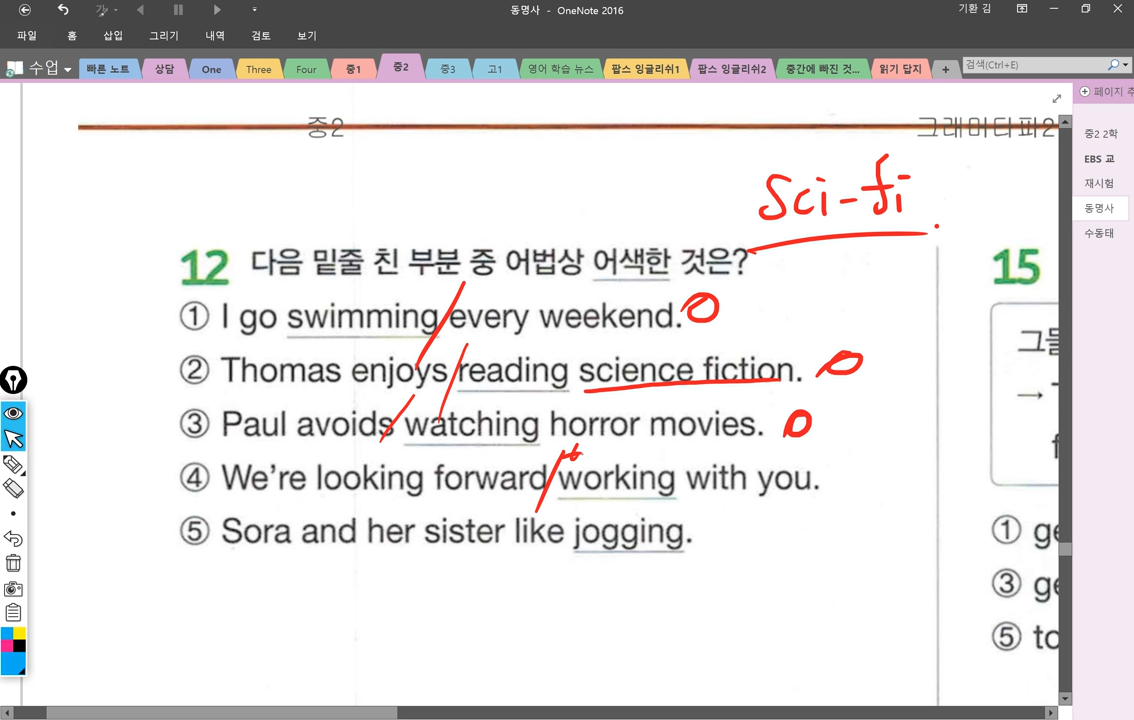 동명사 - OneNote 2016
기환 김
파일 홈 삽입 그리기 내역 검토 보기
수업 빠른 노트 상담 One Three Four 중1 중2 중3 고1 영어 학습 뉴스 팝스 잉글리쉬1 팝스 잉글리쉬2 중간에 빠진 것... 읽기 답지 + 검색(Ctrl+E)
페이지 추
중2
그래머타파2
중2 2학
EBS 교
재시험
동명사
수동태
Sci-fi
12 다음 밑줄 친 부분 중 어법상 어색한 것은?
① I go swimming every weekend.
② Thomas enjoys reading science fiction.
③ Paul avoids watching horror movies.
④ We're looking forward to working with you.
⑤ Sora and her sister like jogging.
15
그들
→
① ge
③ ge
⑤ to